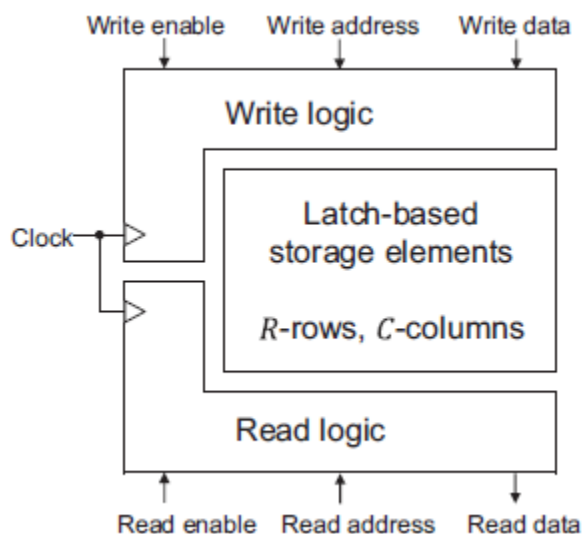 Write enable Write address Write data
Write logic
Clock
Latch-based
storage elements
R-rows, C-columns
Read logic
Read enable Read address Read data